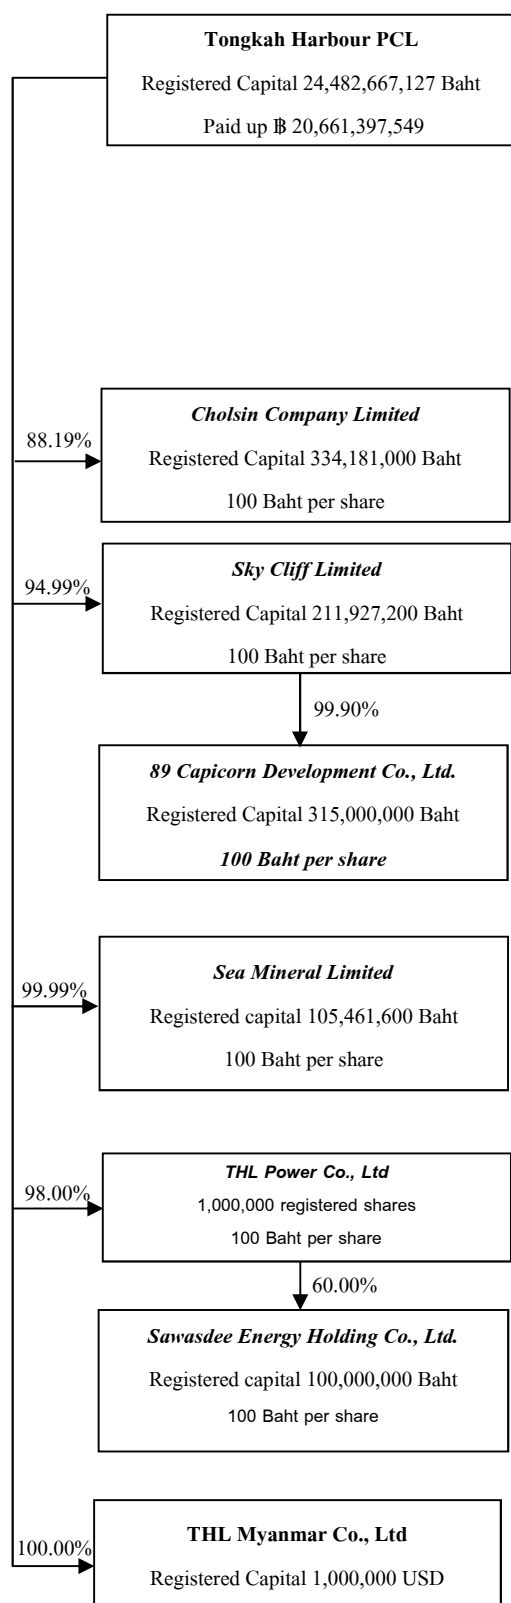 Tongkah Harbour PCL
Registered Capital 24,482,667,127 Baht
Paid up ฿ 20,661,397,549
88.19%
Cholsin Company Limited
Registered Capital 334,181,000 Baht
100 Baht per share
94.99%
Sky Cliff Limited
Registered Capital 211,927,200 Baht
100 Baht per share
99.90%
89 Capicorn Development Co., Ltd.
Registered Capital 315,000,000 Baht
100 Baht per share
99.99%
Sea Mineral Limited
Registered capital 105,461,600 Baht
100 Baht per share
98.00%
THL Power Co., Ltd
1,000,000 registered shares
100 Baht per share
60.00%
Sawasdee Energy Holding Co., Ltd.
Registered capital 100,000,000 Baht
100 Baht per share
100.00%
THL Myanmar Co., Ltd
Registered Capital 1,000,000 USD